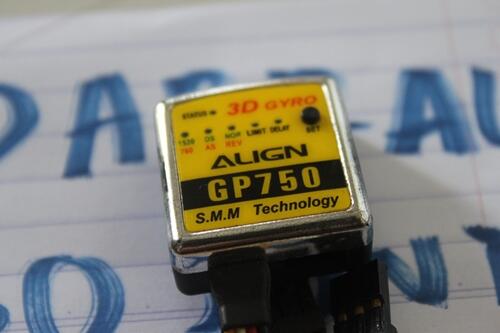 STATUS 3D GYRO
1520 DS NOR LIMIT DELAY SET
760 AS REV
ALIGN
GP750
S.M.M Technology